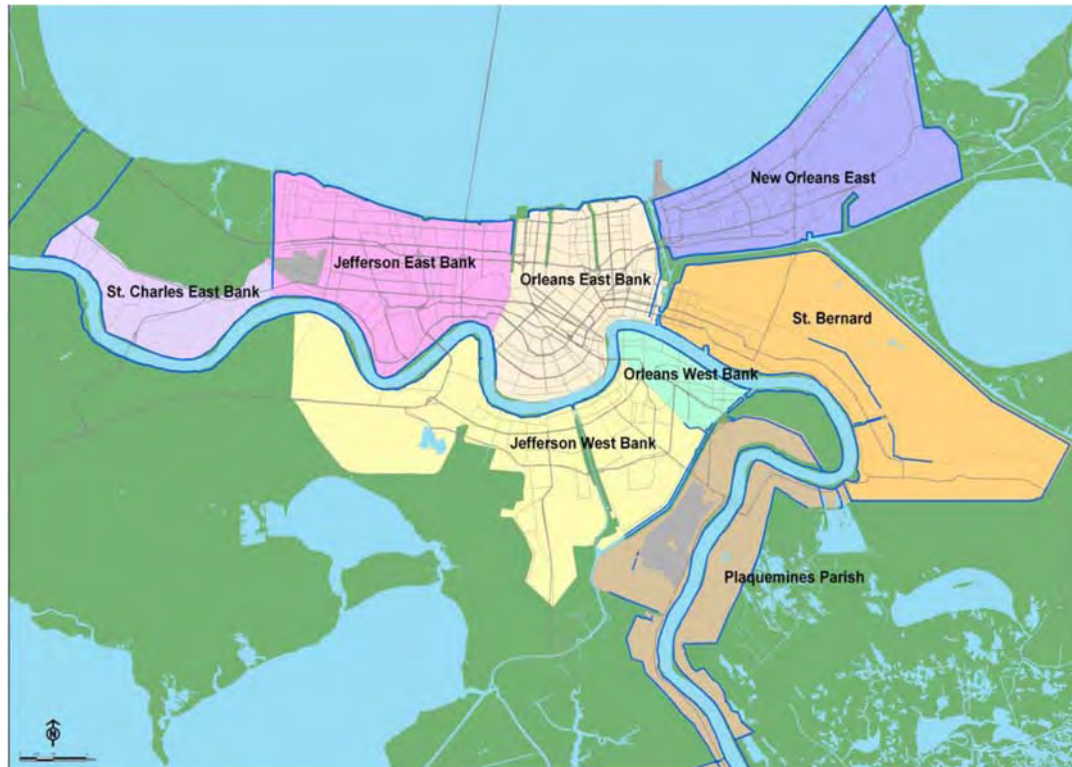 New Orleans East
Jefferson East Bank
Orleans East Bank
St. Charles East Bank
St. Bernard
Orleans West Bank
Jefferson West Bank
Plaquemines Parish
N